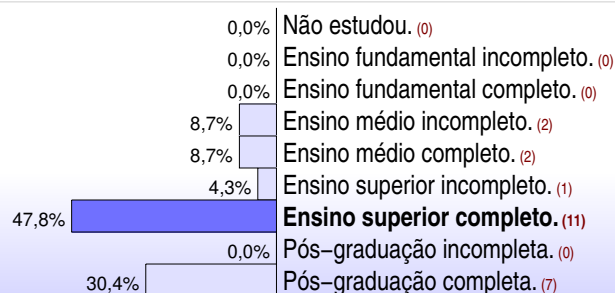 0,0% Não estudou. (0)
0,0% Ensino fundamental incompleto. (0)
0,0% Ensino fundamental completo. (0)
8,7% Ensino médio incompleto. (2)
8,7% Ensino médio completo. (2)
4,3% Ensino superior incompleto. (1)
47,8% Ensino superior completo. (11)
0,0% Pós–graduação incompleta. (0)
30,4% Pós–graduação completa. (7)